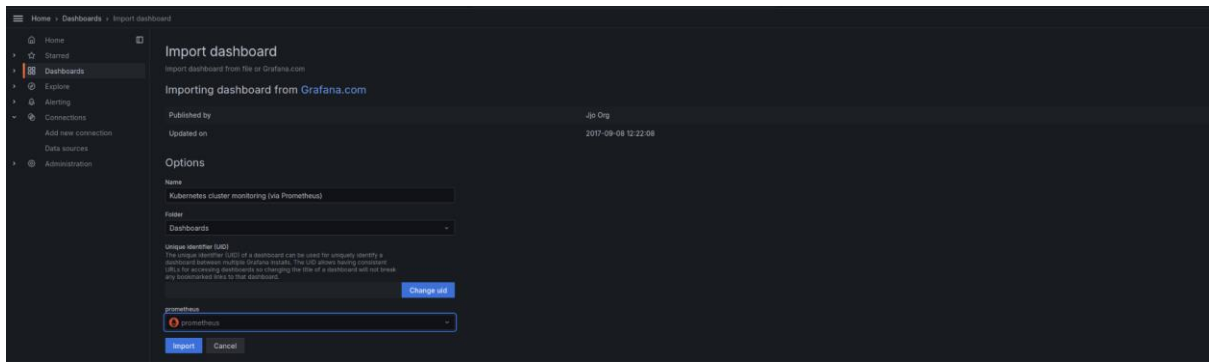 Home › Dashboards › Import dashboard
Home
Starred
Dashboards
Explore
Alerting
Connections
Add new connection
Data sources
Administration
Import dashboard
Import dashboard from file or Grafana.com
Importing dashboard from Grafana.com
Published by Jjo Org
Updated on 2017-09-08 12:22:08
Options
Name
Kubernetes cluster monitoring (via Prometheus)
Folder
Dashboards
Unique identifier (UID)
The unique identifier (UID) of a dashboard can be used for uniquely identify a
dashboard between multiple Grafana installs. The UID allows having consistent
URLs for accessing dashboards so changing the title of a dashboard will not break
any bookmarked links to that dashboard.
Change uid
prometheus
prometheus
Import Cancel